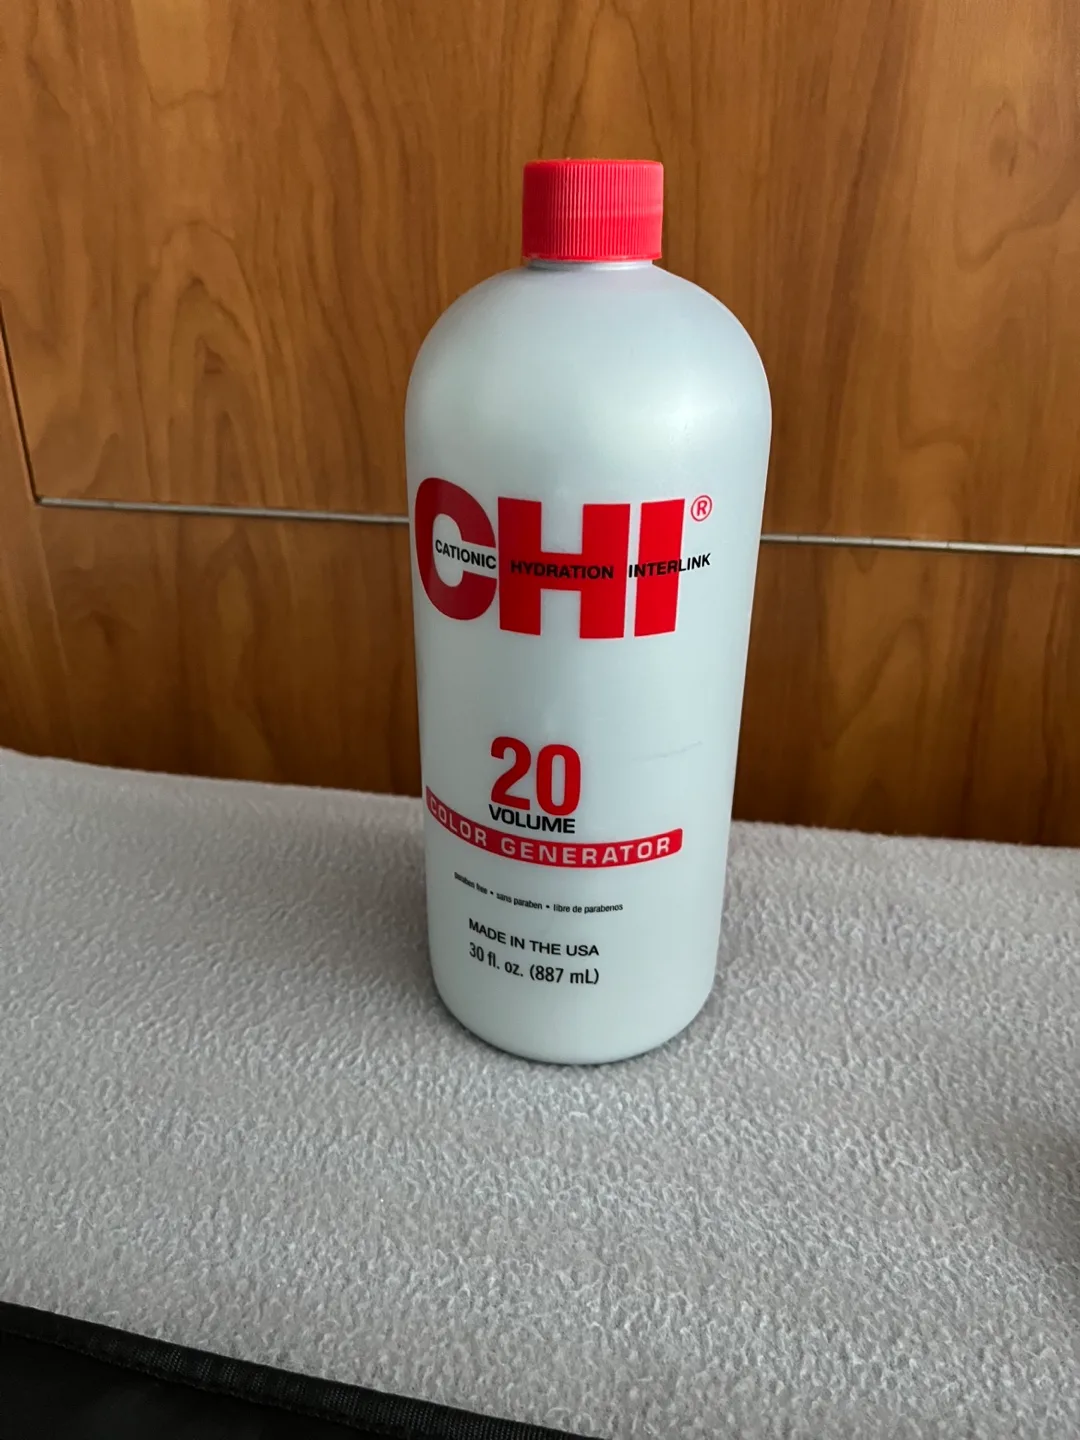 CHI®
CATIONIC HYDRATION INTERLINK
20
VOLUME
COLOR GENERATOR
paraben free • sans paraben • libre de parabenos
MADE IN THE USA
30 fl. oz. (887 mL)